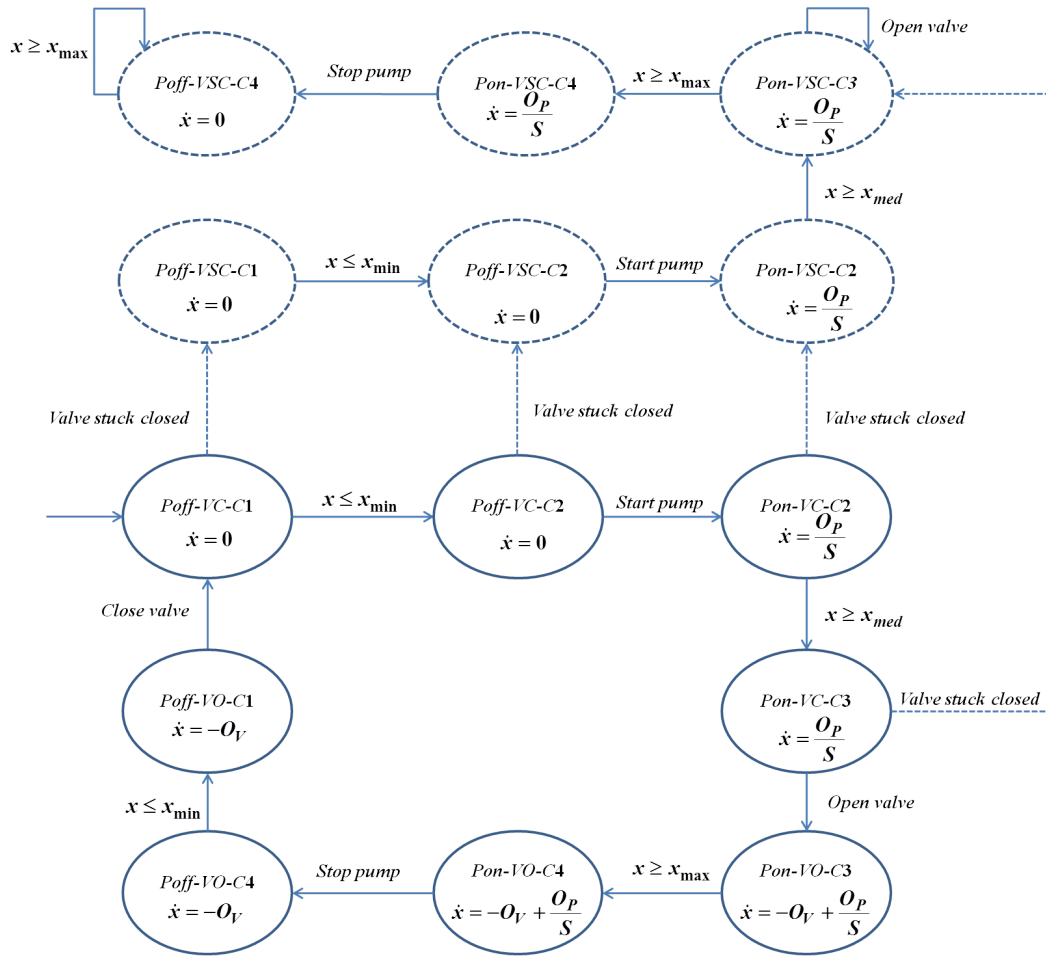 x ≥ x_max
Poff-VSC-C4
ẋ = 0
Stop pump
Pon-VSC-C4
ẋ = O_P/S
x ≥ x_max
Pon-VSC-C3
ẋ = O_P/S
Open valve
x ≥ x_med
Poff-VSC-C1
ẋ = 0
x ≤ x_min
Poff-VSC-C2
ẋ = 0
Start pump
Pon-VSC-C2
ẋ = O_P/S
Valve stuck closed
Valve stuck closed
Valve stuck closed
Poff-VC-C1
ẋ = 0
x ≤ x_min
Poff-VC-C2
ẋ = 0
Start pump
Pon-VC-C2
ẋ = O_P/S
Close valve
x ≥ x_med
Poff-VO-C1
ẋ = −O_V
Pon-VC-C3
ẋ = O_P/S
Valve stuck closed
x ≤ x_min
Open valve
Poff-VO-C4
ẋ = −O_V
Stop pump
Pon-VO-C4
ẋ = −O_V + O_P/S
x ≥ x_max
Pon-VO-C3
ẋ = −O_V + O_P/S